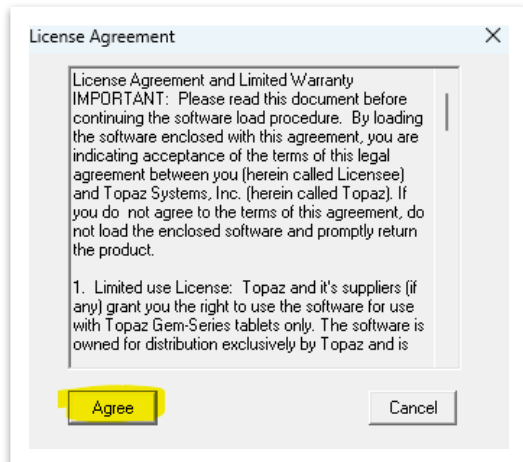 License Agreement
License Agreement and Limited Warranty
IMPORTANT:  Please read this document before
continuing the software load procedure.  By loading
the software enclosed with this agreement, you are
indicating acceptance of the terms of this legal
agreement between you (herein called Licensee)
and Topaz Systems, Inc. (herein called Topaz). If
you do  not agree to the terms of this agreement, do
not load the enclosed software and promptly return
the product.
1.  Limited use License:  Topaz and it's suppliers (if
any) grant you the right to use the software for use
with Topaz Gem-Series tablets only. The software is
owned for distribution exclusively by Topaz and is
Agree
Cancel